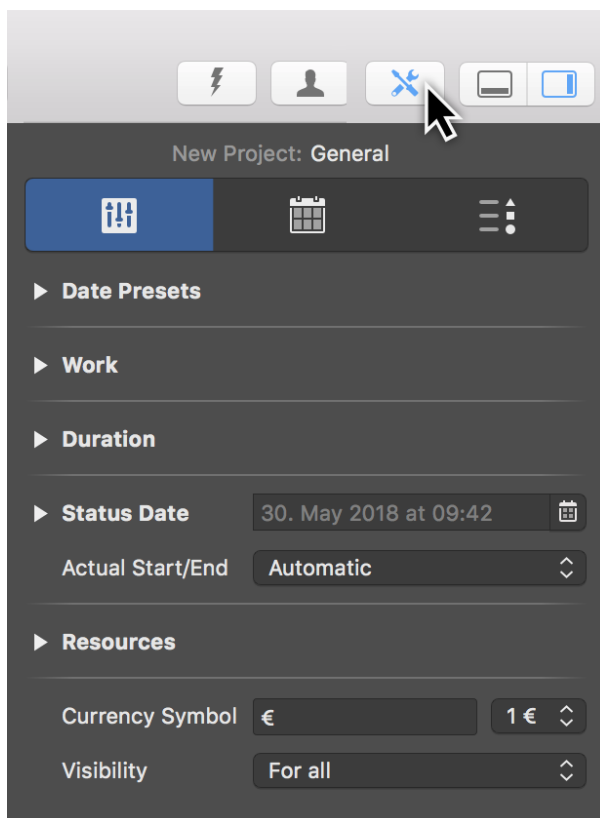 New Project: General
Date Presets
Work
Duration
Status Date 30. May 2018 at 09:42
Actual Start/End Automatic
Resources
Currency Symbol € 1 €
Visibility For all